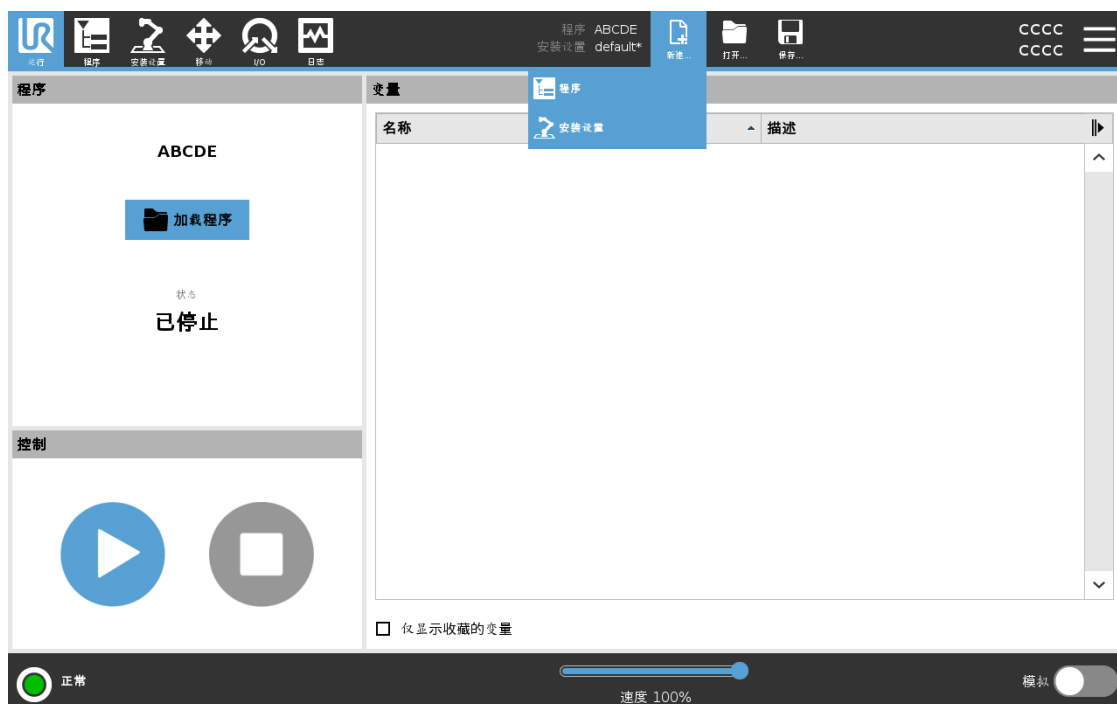 运行 程序 安装设置 移动 I/O 日志
程序 ABCDE
安装设置 default*
新建... 打开... 保存...
CCCC
CCCC
程序
安装设置
程序
ABCDE
加载程序
状态
已停止
控制
变量
名称 描述
仅显示收藏的变量
正常
速度 100%
模拟